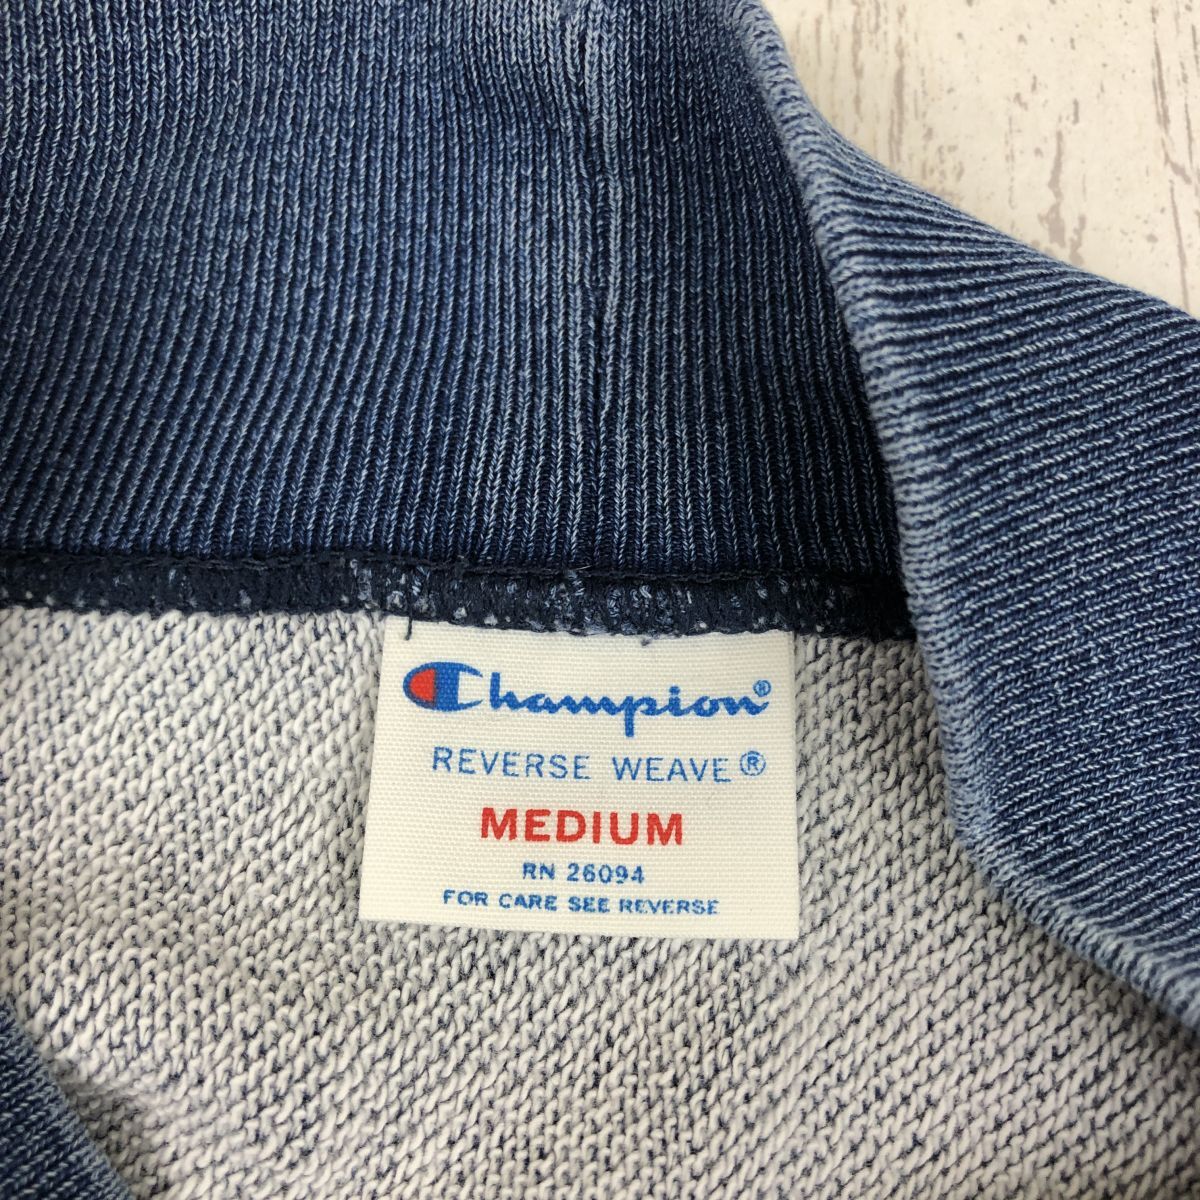 Champion®
REVERSE WEAVE®
MEDIUM
RN 26094
FOR CARE SEE REVERSE